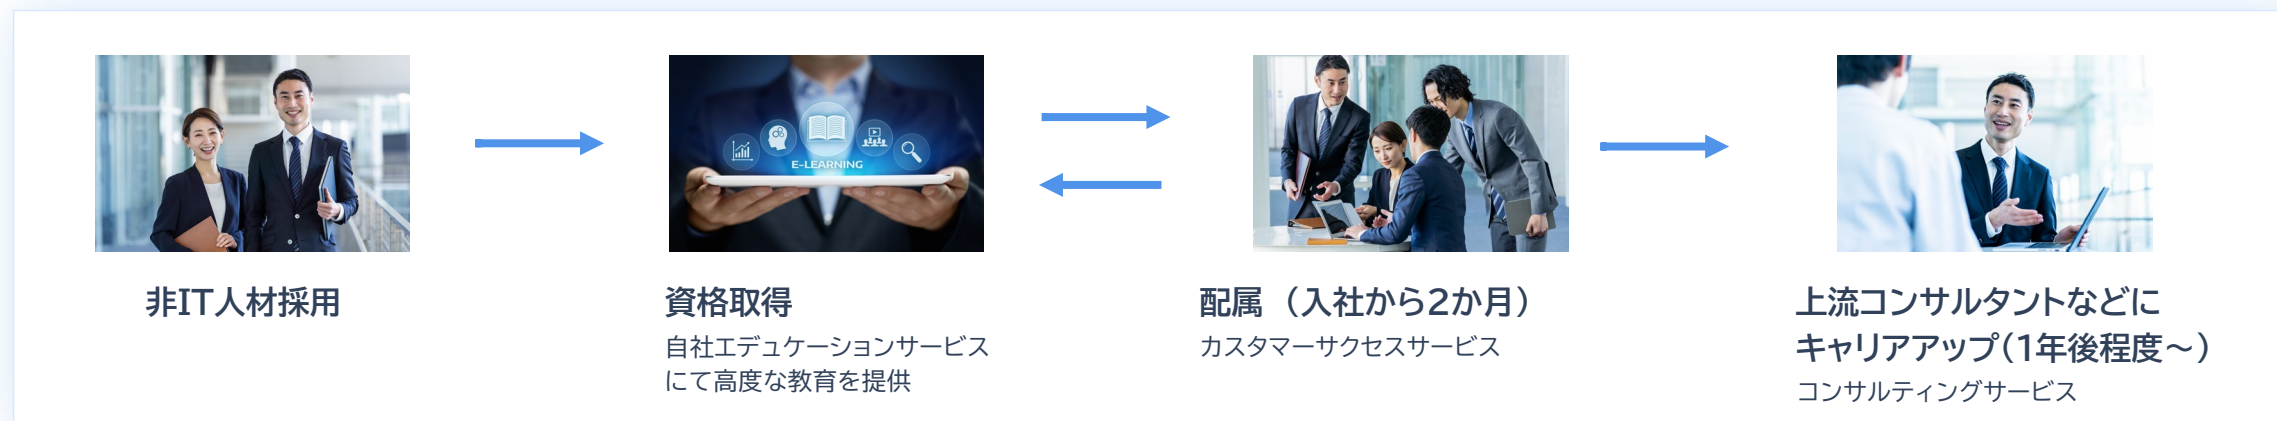 E-LEARNING
非IT人材採用
資格取得
自社エデュケーションサービス
にて高度な教育を提供
配属 （入社から2か月）
カスタマーサクセスサービス
上流コンサルタントなどに
キャリアアップ（1年後程度～）
コンサルティングサービス